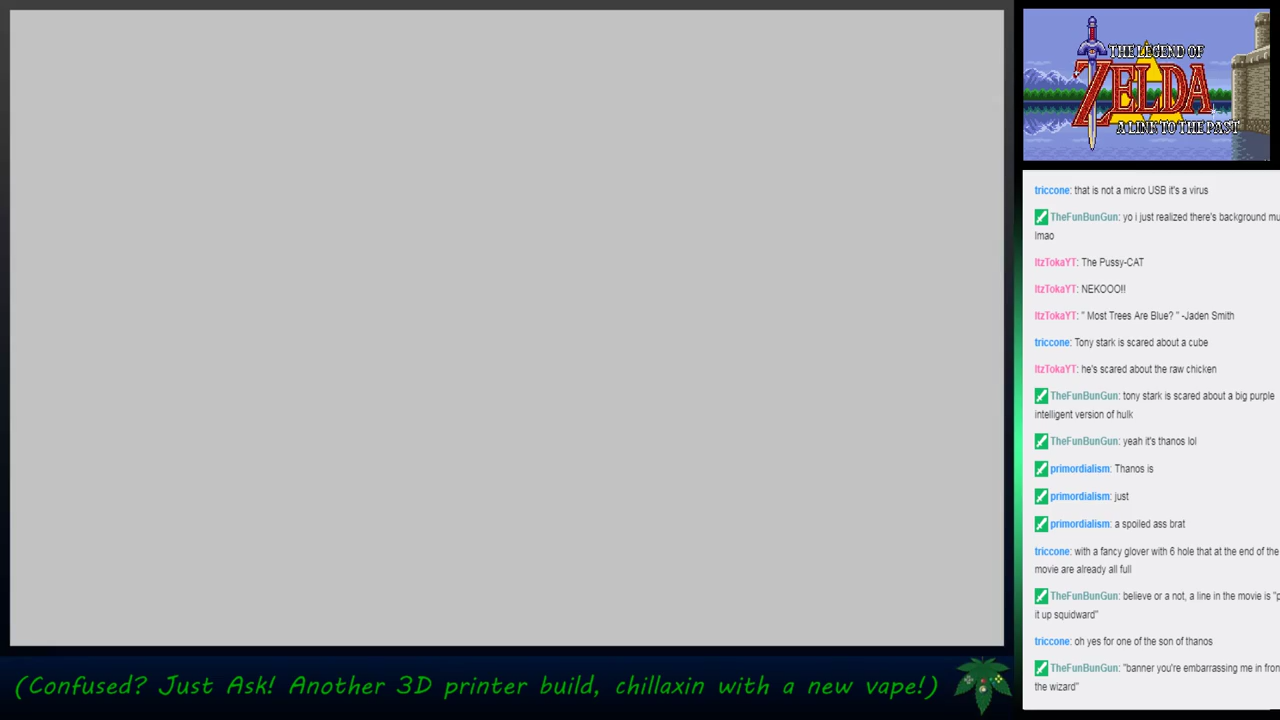 THE LEGEND OF
ZELDA
A LINK TO THE PAST
triccone: that is not a micro USB it's a virus
TheFunBunGun: yo i just realized there's background
lmao
ItzTokaYT: The Pussy-CAT
ItzTokaYT: NEKOOO!!
ItzTokaYT: " Most Trees Are Blue? " -Jaden Smith
triccone: Tony stark is scared about a cube
ItzTokaYT: he's scared about the raw chicken
TheFunBunGun: tony stark is scared about a big purple
intelligent version of hulk
TheFunBunGun: yeah it's thanos lol
primordialism: Thanos is
primordialism: just
primordialism: a spoiled ass brat
triccone: with a fancy glover with 6 hole that at the end of the
movie are already all full
TheFunBunGun: believe or a not, a line in the movie is
it up squidward"
triccone: oh yes for one of the son of thanos
TheFunBunGun: "banner you're embarrassing me in
the wizard"
(Confused? Just Ask! Another 3D printer build, chillaxin with a new vape!)